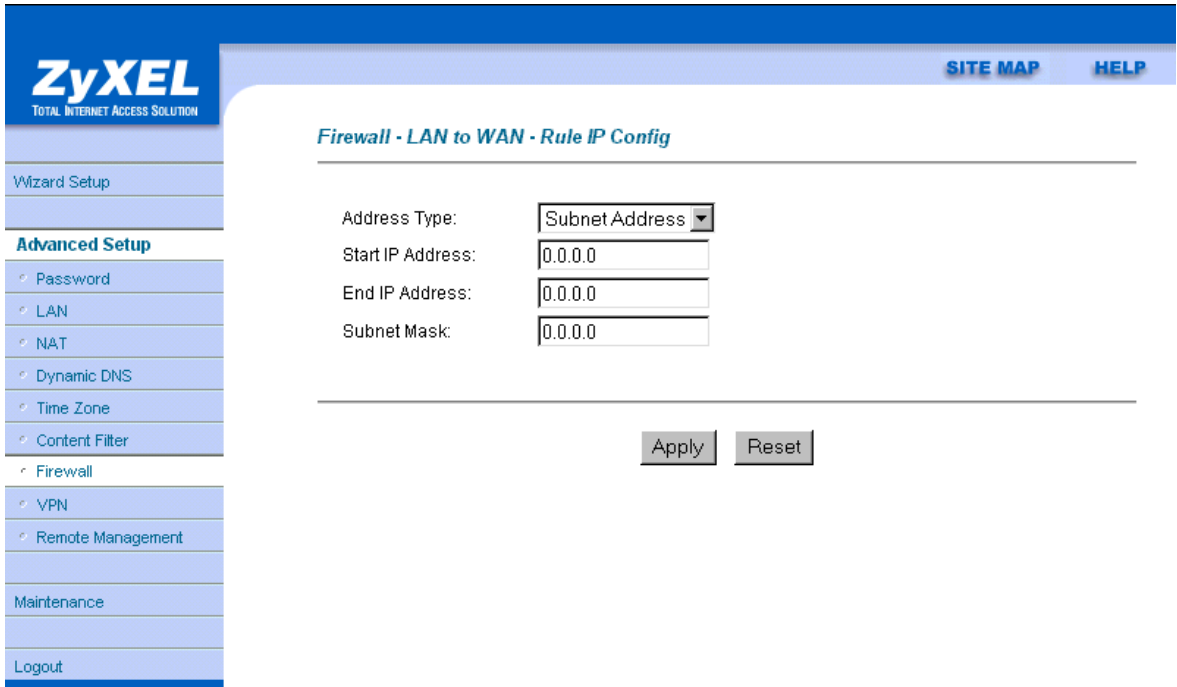 ZyXEL
TOTAL INTERNET ACCESS SOLUTION
SITE MAP
HELP
Wizard Setup
Advanced Setup
Password
LAN
NAT
Dynamic DNS
Time Zone
Content Filter
Firewall
VPN
Remote Management
Maintenance
Logout
Firewall - LAN to WAN - Rule IP Config
Address Type: Subnet Address
Start IP Address: 0.0.0.0
End IP Address: 0.0.0.0
Subnet Mask: 0.0.0.0
Apply Reset